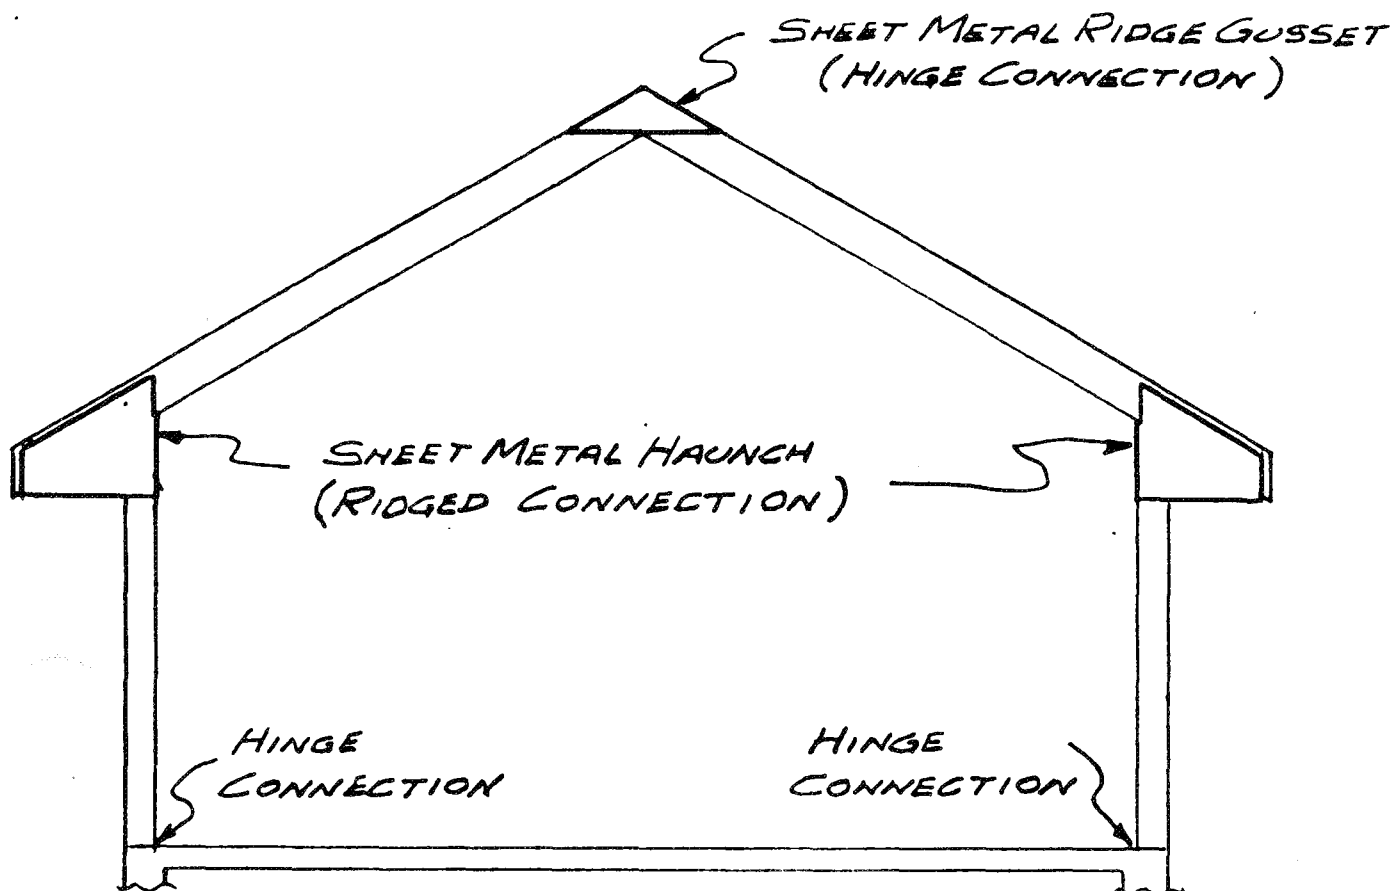 SHEET METAL RIDGE GUSSET
(HINGE CONNECTION)
SHEET METAL HAUNCH
(RIDGED CONNECTION)
HINGE
CONNECTION
HINGE
CONNECTION